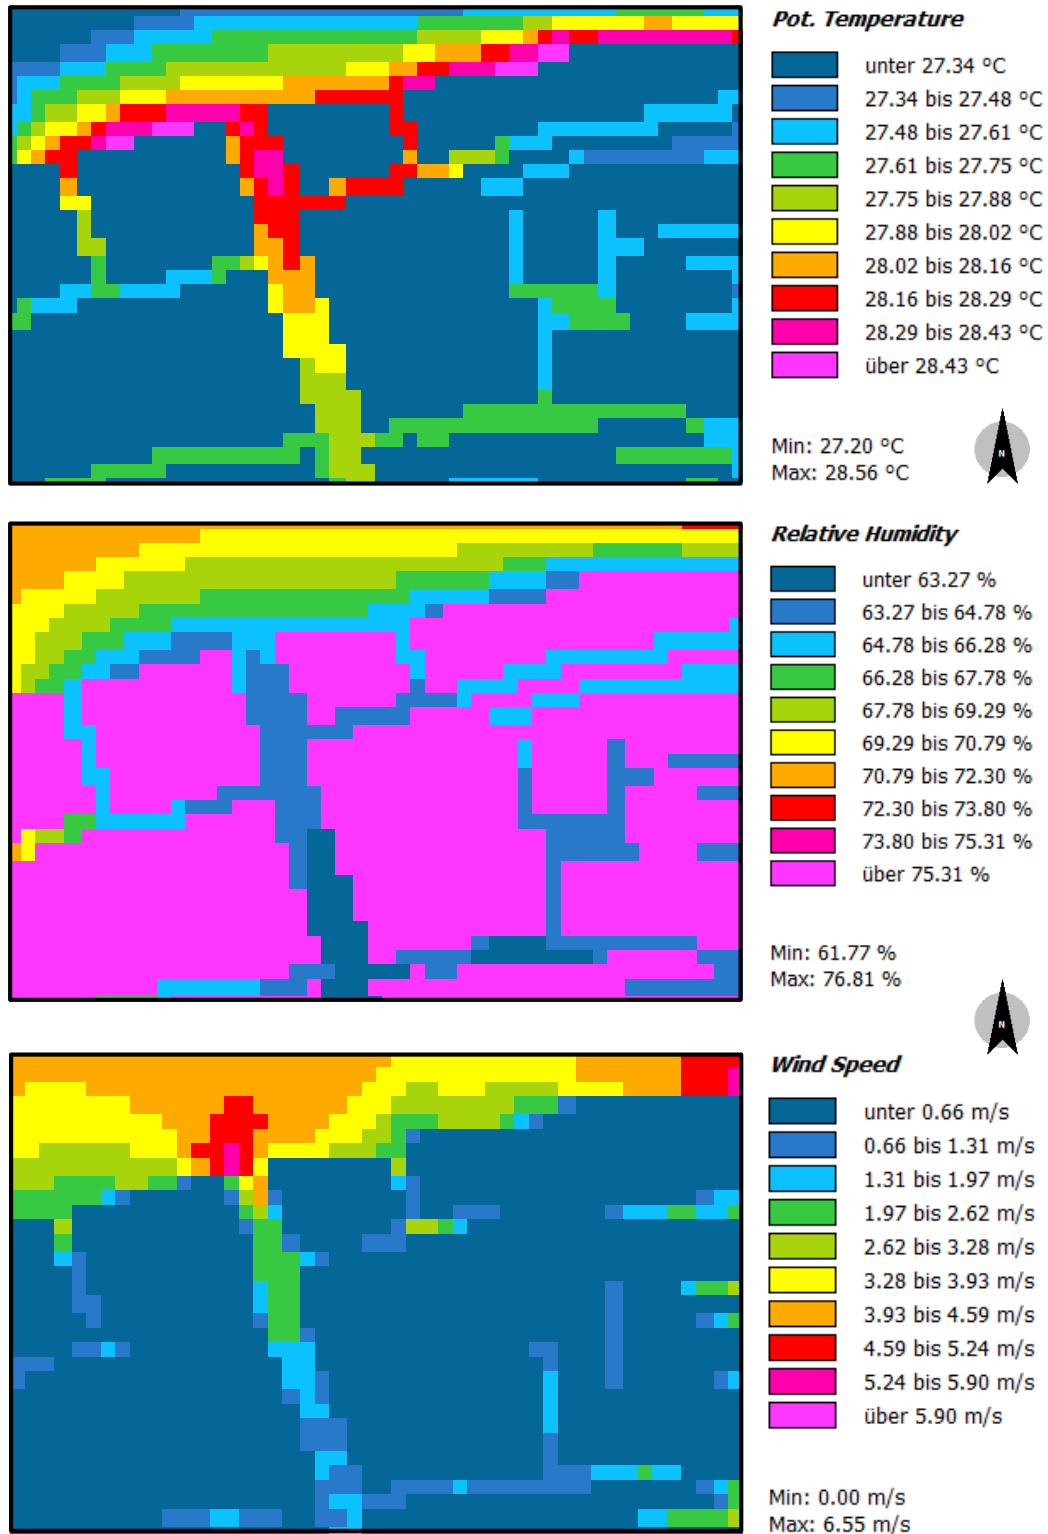 Pot. Temperature
unter 27.34 °C
27.34 bis 27.48 °C
27.48 bis 27.61 °C
27.61 bis 27.75 °C
27.75 bis 27.88 °C
27.88 bis 28.02 °C
28.02 bis 28.16 °C
28.16 bis 28.29 °C
28.29 bis 28.43 °C
über 28.43 °C
Min: 27.20 °C
Max: 28.56 °C
N
Relative Humidity
unter 63.27 %
63.27 bis 64.78 %
64.78 bis 66.28 %
66.28 bis 67.78 %
67.78 bis 69.29 %
69.29 bis 70.79 %
70.79 bis 72.30 %
72.30 bis 73.80 %
73.80 bis 75.31 %
über 75.31 %
Min: 61.77 %
Max: 76.81 %
N
Wind Speed
unter 0.66 m/s
0.66 bis 1.31 m/s
1.31 bis 1.97 m/s
1.97 bis 2.62 m/s
2.62 bis 3.28 m/s
3.28 bis 3.93 m/s
3.93 bis 4.59 m/s
4.59 bis 5.24 m/s
5.24 bis 5.90 m/s
über 5.90 m/s
Min: 0.00 m/s
Max: 6.55 m/s